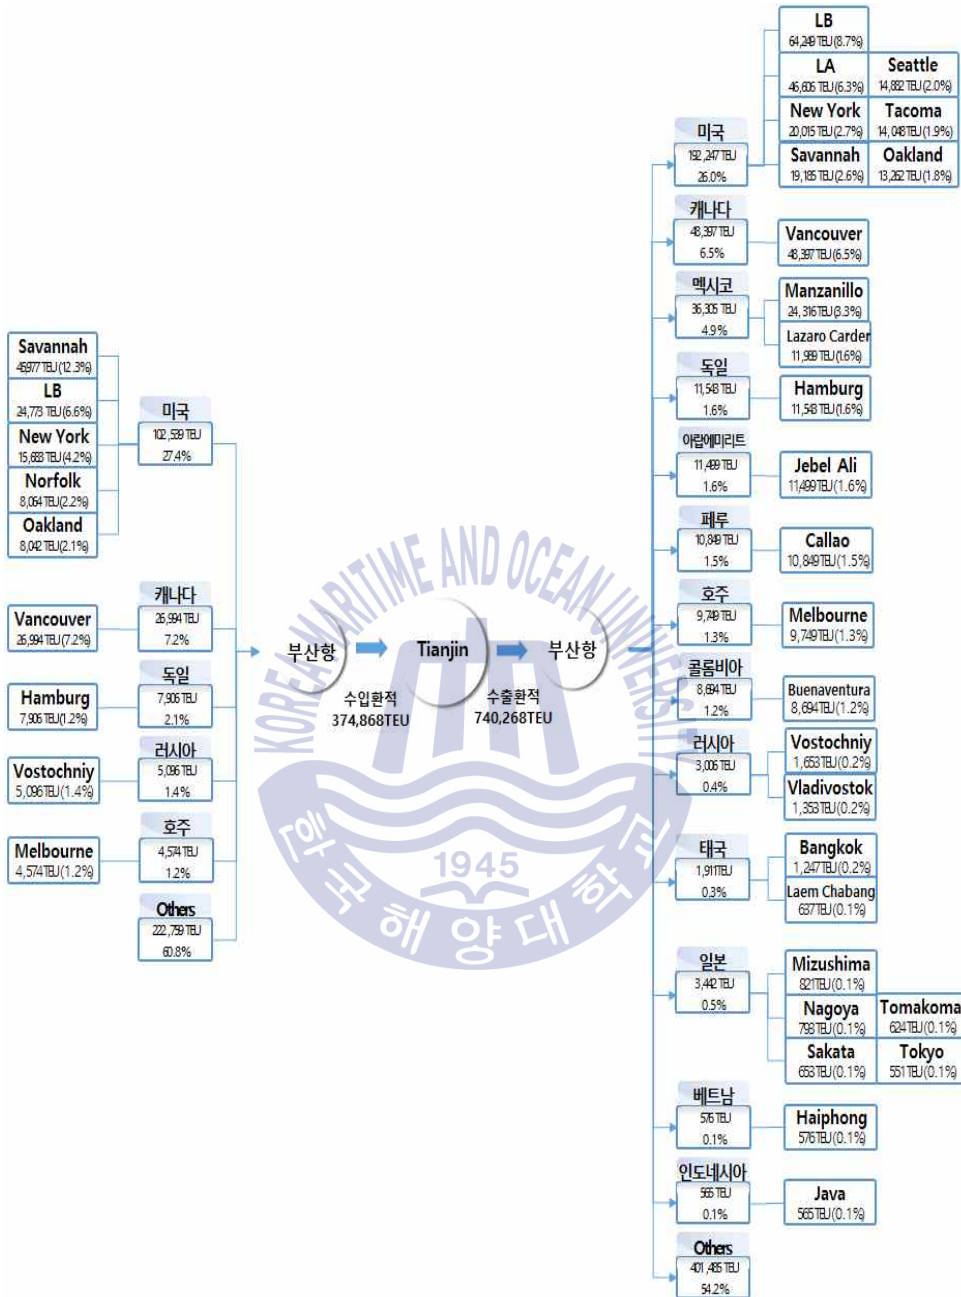 Savannah
45,977 TEU (12.3%)
LB
24,773 TEU (6.6%)
New York
15,683 TEU (4.2%)
Norfolk
8,064 TEU (2.2%)
Oakland
8,042 TEU (2.1%)
Vancouver
26,994 TEU (7.2%)
Hamburg
7,906 TEU (1.2%)
Vostochniy
5,096 TEU (1.4%)
Melbourne
4,574 TEU (1.2%)
미국
102,539 TEU
27.4%
캐나다
26,994 TEU
7.2%
독일
7,906 TEU
2.1%
러시아
5,096 TEU
1.4%
호주
4,574 TEU
1.2%
Others
222,759 TEU
60.8%
부산항
수입환적
374,868TEU
Tianjin
수출환적
740,268TEU
부산항
KOREA MARITIME AND OCEAN UNIVERSITY
1945
한국해양대학교
미국
192,247 TEU
26.0%
LB
64,249 TEU (8.7%)
LA
46,606 TEU (6.3%)
Seattle
14,882 TEU (2.0%)
New York
20,015 TEU (2.7%)
Tacoma
14,048 TEU (1.9%)
Savannah
19,185 TEU (2.6%)
Oakland
13,262 TEU (1.8%)
캐나다
48,397 TEU
6.5%
Vancouver
48,397 TEU (6.5%)
멕시코
36,305 TEU
4.9%
Manzanillo
24,316 TEU (3.3%)
Lazaro Carder
11,989 TEU (1.6%)
독일
11,543 TEU
1.6%
Hamburg
11,543 TEU (1.6%)
아랍에미리트
11,499 TEU
1.6%
Jebel Ali
11,499 TEU (1.6%)
페루
10,849 TEU
1.5%
Callao
10,849 TEU (1.5%)
호주
9,749 TEU
1.3%
Melbourne
9,749 TEU (1.3%)
콜롬비아
8,694 TEU
1.2%
Buenaventura
8,694 TEU (1.2%)
러시아
3,006 TEU
0.4%
Vostochniy
1,653 TEU (0.2%)
Vladivostok
1,353 TEU (0.2%)
태국
1,911 TEU
0.3%
Bangkok
1,247 TEU (0.2%)
Laem Chabang
637 TEU (0.1%)
일본
3,442 TEU
0.5%
Mizushima
821 TEU (0.1%)
Nagoya
793 TEU (0.1%)
Tomakoma
624 TEU (0.1%)
Sakata
653 TEU (0.1%)
Tokyo
551 TEU (0.1%)
베트남
576 TEU
0.1%
Haiphong
576 TEU (0.1%)
인도네시아
565 TEU
0.1%
Java
565 TEU (0.1%)
Others
401,485 TEU
54.2%